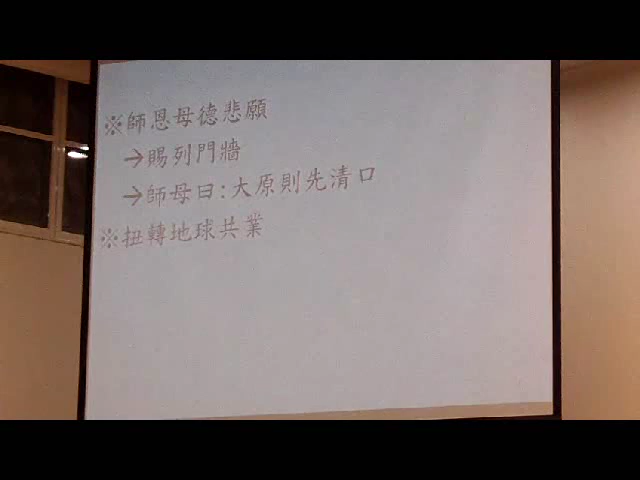 ※師恩母德悲願
→賜列門牆
→師母曰:大原則先清口
※扭轉地球共業